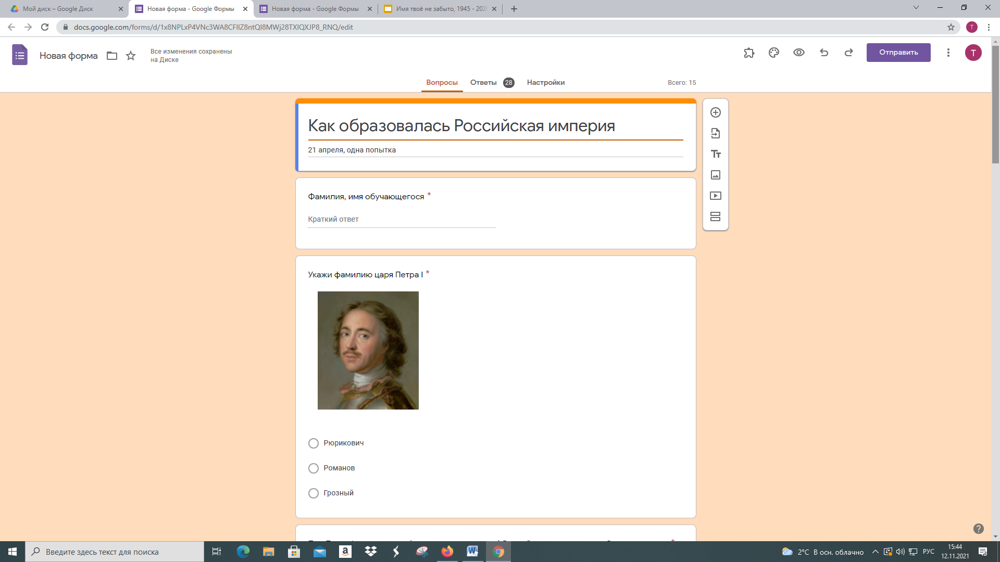 Мой диск – Google Диск
Новая форма - Google Формы
Новая форма - Google Формы
Имя твоё не забыто, 1945 - 202
docs.google.com/forms/d/1x8NPLxP4VNc3WA8CFIlZ8ntQI8MWj28TXlQXJP8_RNQ/edit
T
Новая форма
Все изменения сохранены
на Диске
Отправить
T
Вопросы
Ответы 28
Настройки
Всего: 15
Как образовалась Российская империя
21 апреля, одна попытка
Tт
Фамилия, имя обучающегося *
Краткий ответ
Укажи фамилию царя Петра I *
Рюрикович
Романов
Грозный
Введите здесь текст для поиска
2°C В осн. облачно
РУС
15:44
12.11.2021